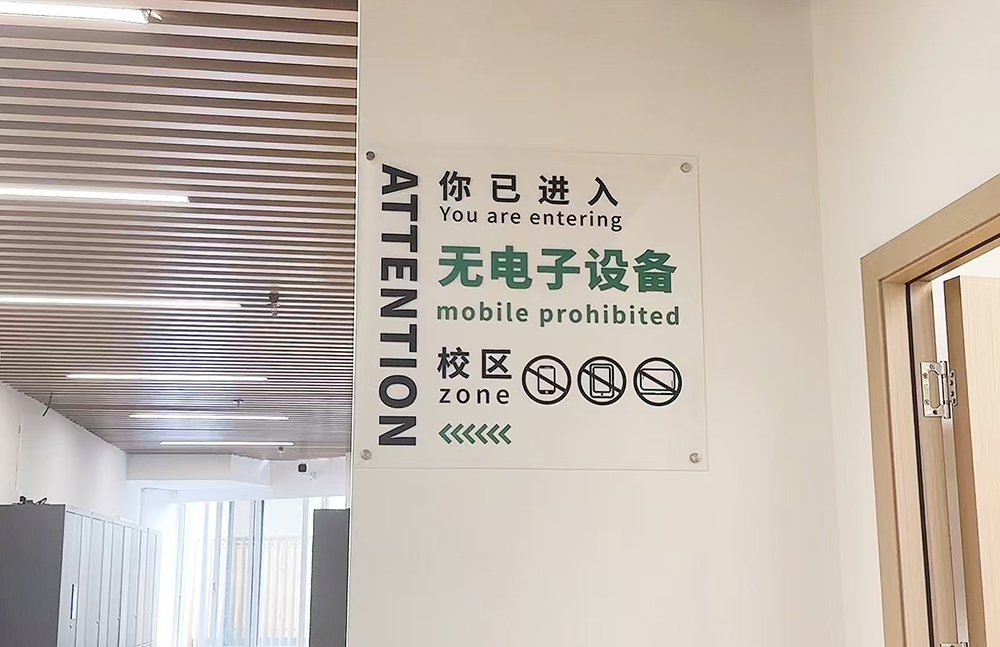 ATTENTION
你已进入
You are entering
无电子设备
mobile prohibited
校区
zone